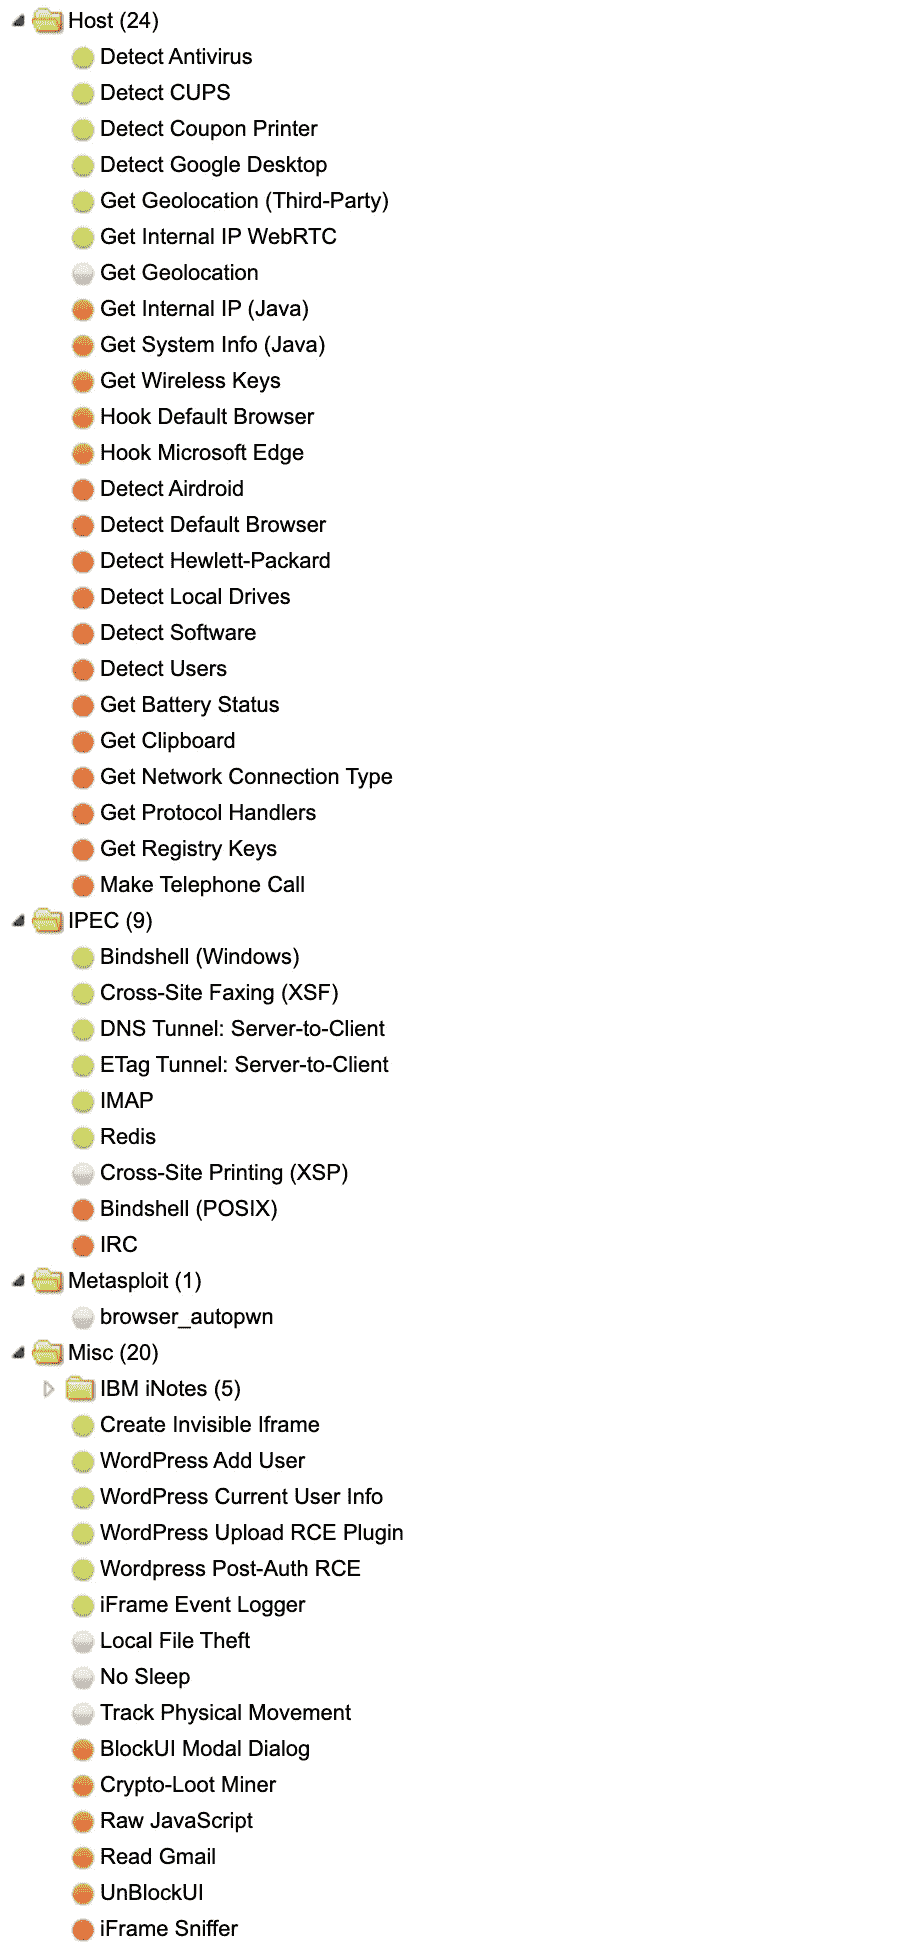 Host (24)
Detect Antivirus
Detect CUPS
Detect Coupon Printer
Detect Google Desktop
Get Geolocation (Third-Party)
Get Internal IP WebRTC
Get Geolocation
Get Internal IP (Java)
Get System Info (Java)
Get Wireless Keys
Hook Default Browser
Hook Microsoft Edge
Detect Airdroid
Detect Default Browser
Detect Hewlett-Packard
Detect Local Drives
Detect Software
Detect Users
Get Battery Status
Get Clipboard
Get Network Connection Type
Get Protocol Handlers
Get Registry Keys
Make Telephone Call
IPEC (9)
Bindshell (Windows)
Cross-Site Faxing (XSF)
DNS Tunnel: Server-to-Client
ETag Tunnel: Server-to-Client
IMAP
Redis
Cross-Site Printing (XSP)
Bindshell (POSIX)
IRC
Metasploit (1)
browser_autopwn
Misc (20)
IBM iNotes (5)
Create Invisible Iframe
WordPress Add User
WordPress Current User Info
WordPress Upload RCE Plugin
Wordpress Post-Auth RCE
iFrame Event Logger
Local File Theft
No Sleep
Track Physical Movement
BlockUI Modal Dialog
Crypto-Loot Miner
Raw JavaScript
Read Gmail
UnBlockUI
iFrame Sniffer